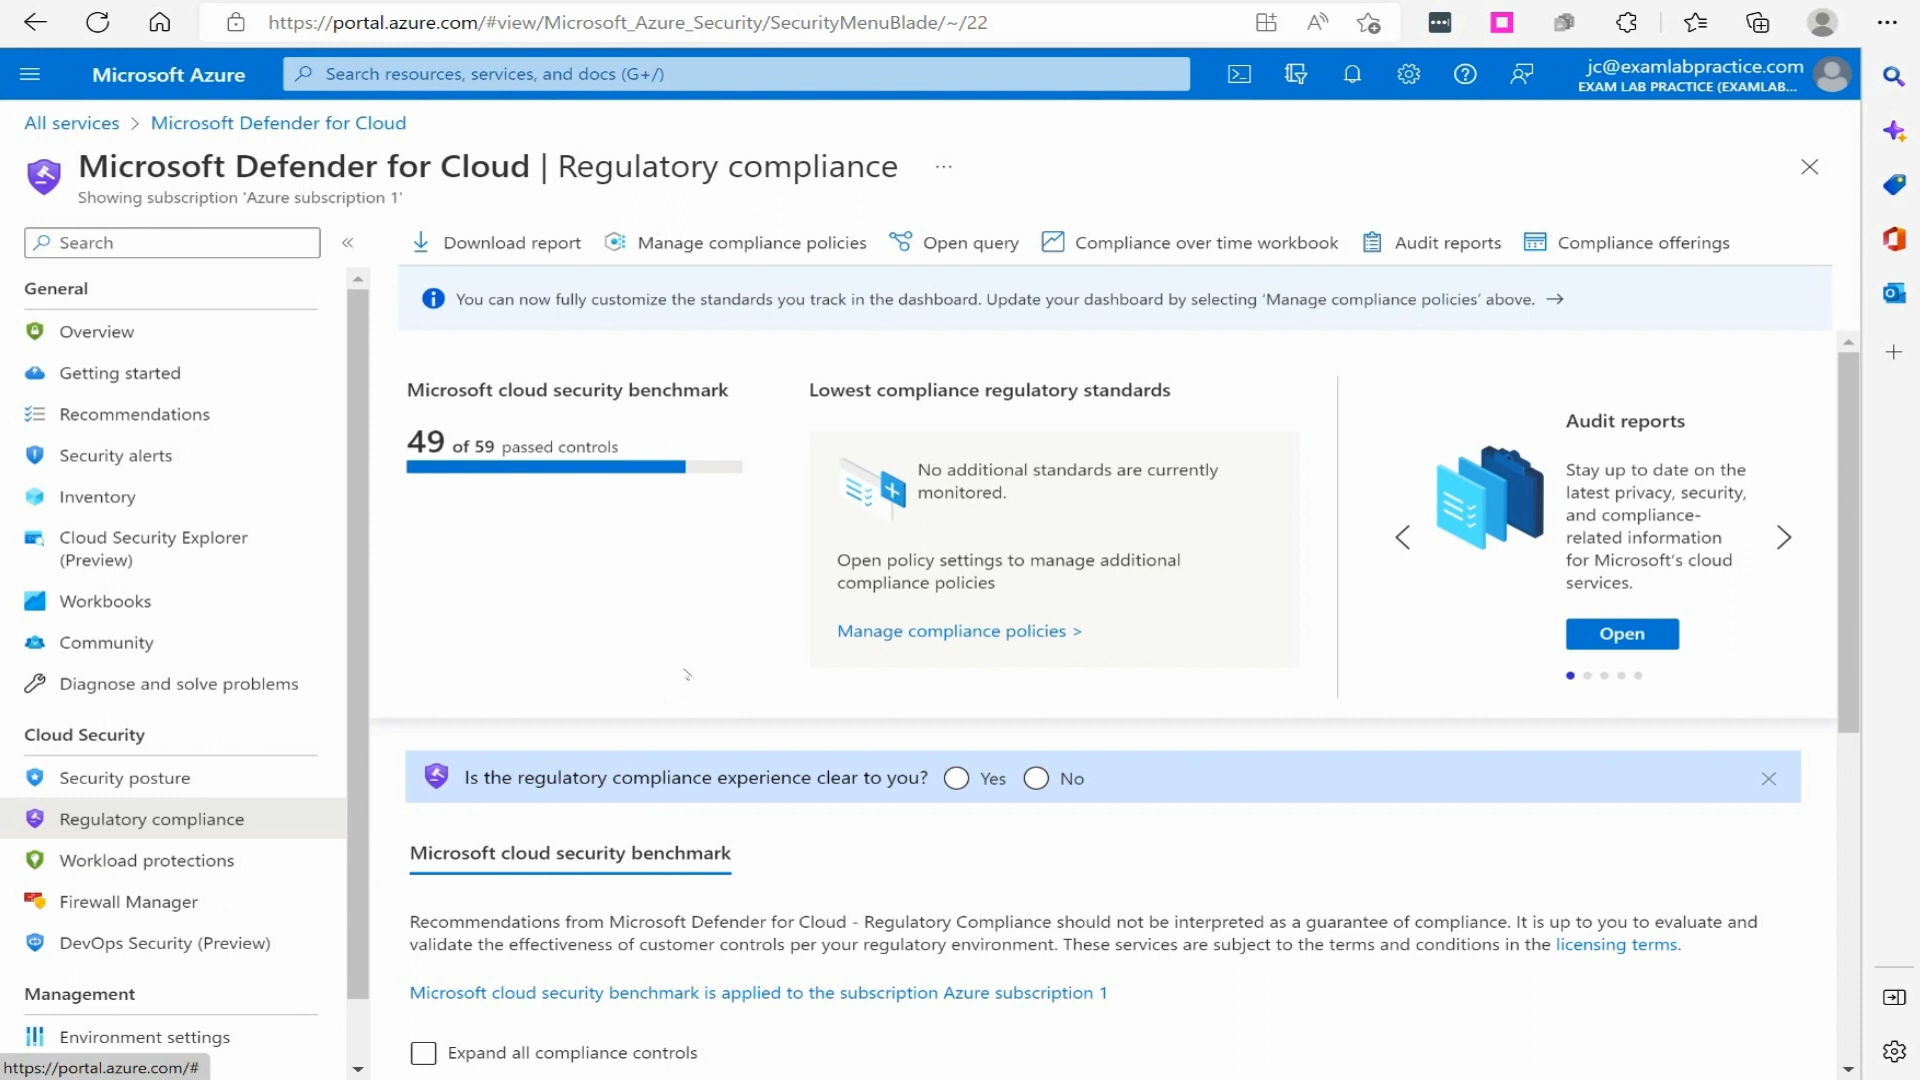 https://portal.azure.com/#view/Microsoft_Azure_Security/SecurityMenuBlade/~/22
Microsoft Azure
Search resources, services, and docs (G+/)
jc@examlabpractice.com
EXAM LAB PRACTICE (EXAMLAB...
All services > Microsoft Defender for Cloud
Microsoft Defender for Cloud | Regulatory compliance ...
Showing subscription 'Azure subscription 1'
Search
«
General
Overview
Getting started
Recommendations
Security alerts
Inventory
Cloud Security Explorer
(Preview)
Workbooks
Community
Diagnose and solve problems
Cloud Security
Security posture
Regulatory compliance
Workload protections
Firewall Manager
DevOps Security (Preview)
Management
Environment settings
https://portal.azure.com/#
Download report
Manage compliance policies
Open query
Compliance over time workbook
Audit reports
Compliance offerings
You can now fully customize the standards you track in the dashboard. Update your dashboard by selecting 'Manage compliance policies' above. →
Microsoft cloud security benchmark
49 of 59 passed controls
Lowest compliance regulatory standards
No additional standards are currently
monitored.
Open policy settings to manage additional
compliance policies
Manage compliance policies >
Audit reports
Stay up to date on the
latest privacy, security,
and compliance-
related information
for Microsoft's cloud
services.
Open
Is the regulatory compliance experience clear to you? Yes No
Microsoft cloud security benchmark
Recommendations from Microsoft Defender for Cloud - Regulatory Compliance should not be interpreted as a guarantee of compliance. It is up to you to evaluate and
validate the effectiveness of customer controls per your regulatory environment. These services are subject to the terms and conditions in the licensing terms.
Microsoft cloud security benchmark is applied to the subscription Azure subscription 1
Expand all compliance controls